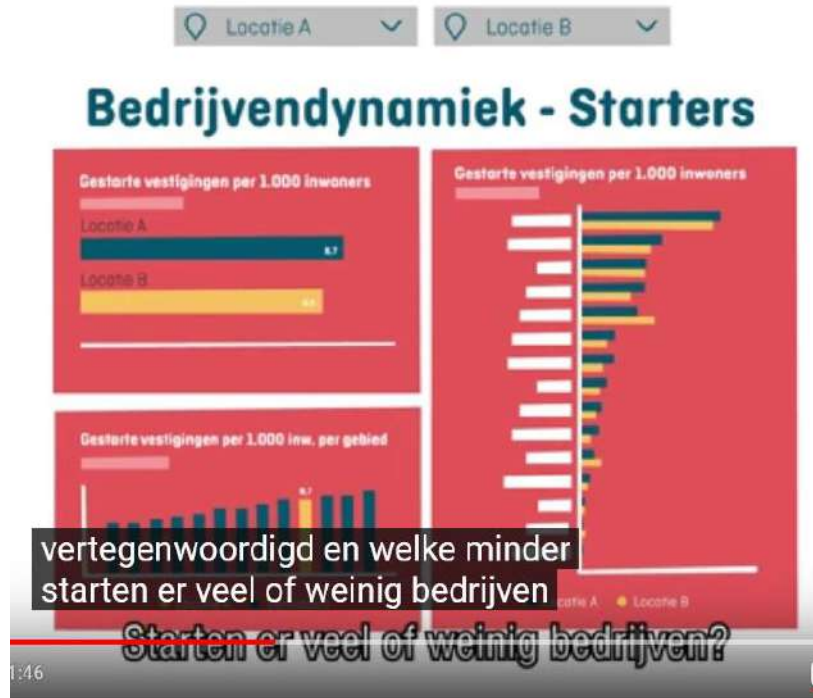 Locatie A
Locatie B
Bedrijvendynamiek - Starters
Gestarte vestigingen per 1.000 inwoners
Locatie A
8.7
Locatie B
Gestarte vestigingen per 1.000 inw. per gebied
8.7
Gestarte vestigingen per 1.000 inwoners
Locatie B
vertegenwoordigd en welke minder
starten er veel of weinig bedrijven
Starten er veel of weinig bedrijven?
1:46